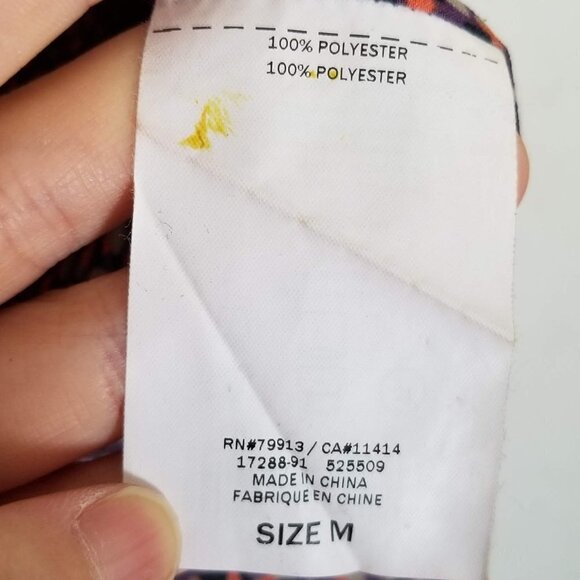 100% POLYESTER
100% POLYESTER
RN#79913 / CA#11414
17288-91 525509
MADE IN CHINA
FABRIQUE EN CHINE
SIZE M